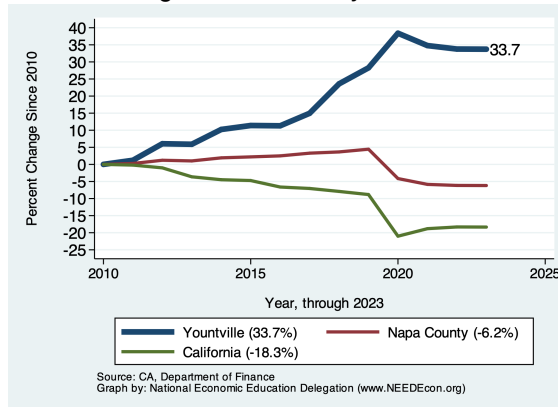 40
35
30
25
20
15
10
5
0
-5
-10
-15
-20
-25
Percent Change Since 2010
33.7
2010 2015 2020 2025
Year, through 2023
Yountville (33.7%) Napa County (-6.2%)
California (-18.3%)
Source: CA, Department of Finance
Graph by: National Economic Education Delegation (www.NEEDEcon.org)